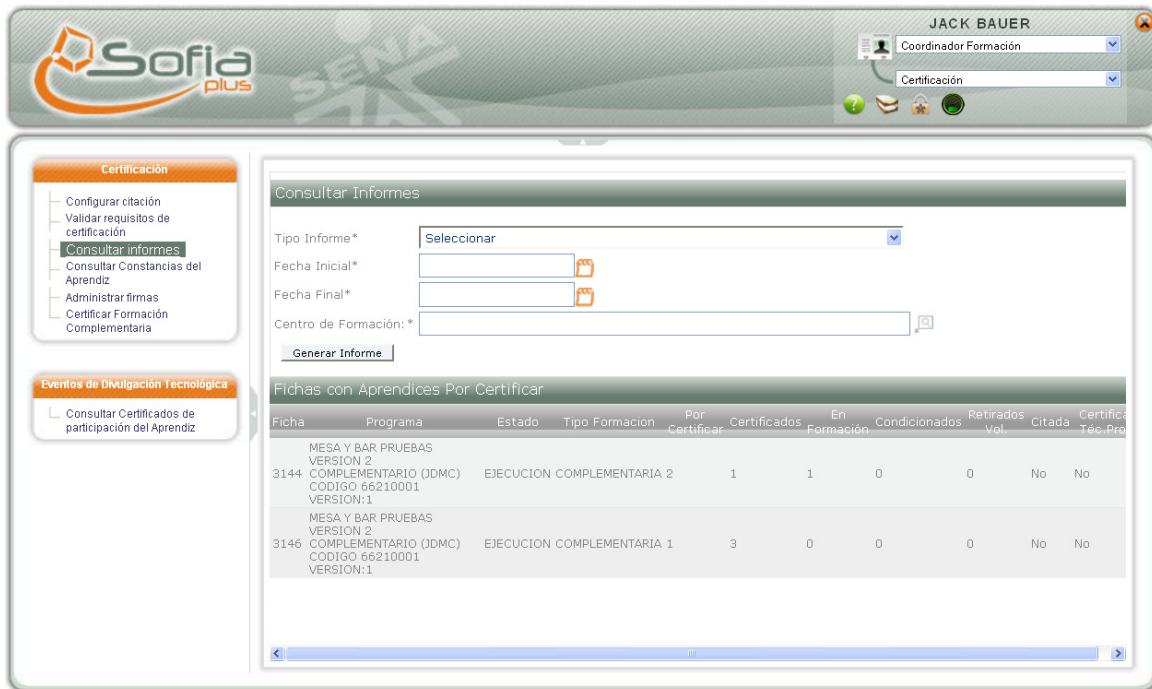 Sofia
plus
SENA
JACK BAUER
Coordinador Formación
Certificación
Certificación
Configurar citación
Validar requisitos de
certificación
Consultar informes
Consultar Constancias del
Aprendiz
Administrar firmas
Certificar Formación
Complementaria
Eventos de Divulgación Tecnológica
Consultar Certificados de
participación del Aprendiz
Consultar Informes
Tipo Informe* Seleccionar
Fecha Inicial*
Fecha Final*
Centro de Formación: *
Generar Informe
Fichas con Aprendices Por Certificar
Ficha Programa Estado Tipo Formacion Por Certificar Certificados En Formación Condicionados Retirados Vol. Citada Certifica Téc.Pro
MESA Y BAR PRUEBAS
VERSION 2
3144 COMPLEMENTARIO (JDMC) EJECUCION COMPLEMENTARIA 2 1 1 0 0 No No
CODIGO 66210001
VERSION:1
MESA Y BAR PRUEBAS
VERSION 2
3146 COMPLEMENTARIO (JDMC) EJECUCION COMPLEMENTARIA 1 3 0 0 0 No No
CODIGO 66210001
VERSION:1